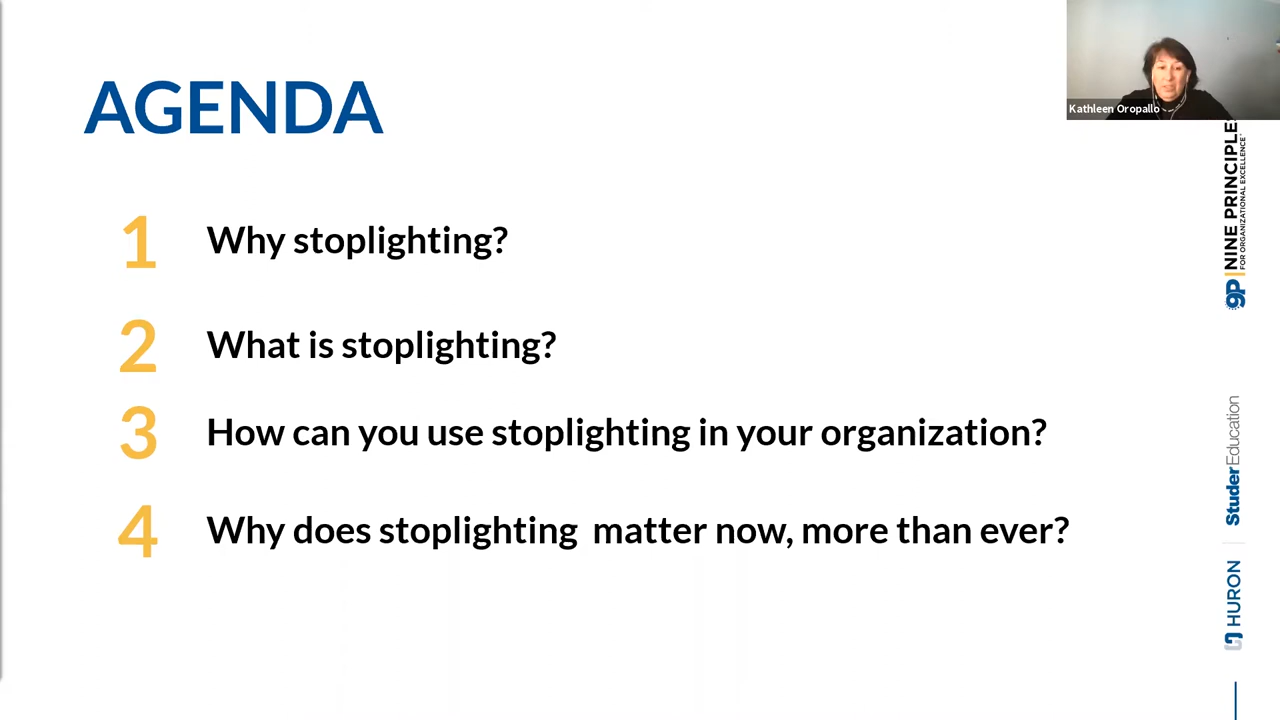 AGENDA
Kathleen Oropallo
1 Why stoplighting?
2 What is stoplighting?
3 How can you use stoplighting in your organization?
4 Why does stoplighting matter now, more than ever?
9P NINE PRINCIPLES
FOR ORGANIZATIONAL EXCELLENCE
StuderEducation
HURON